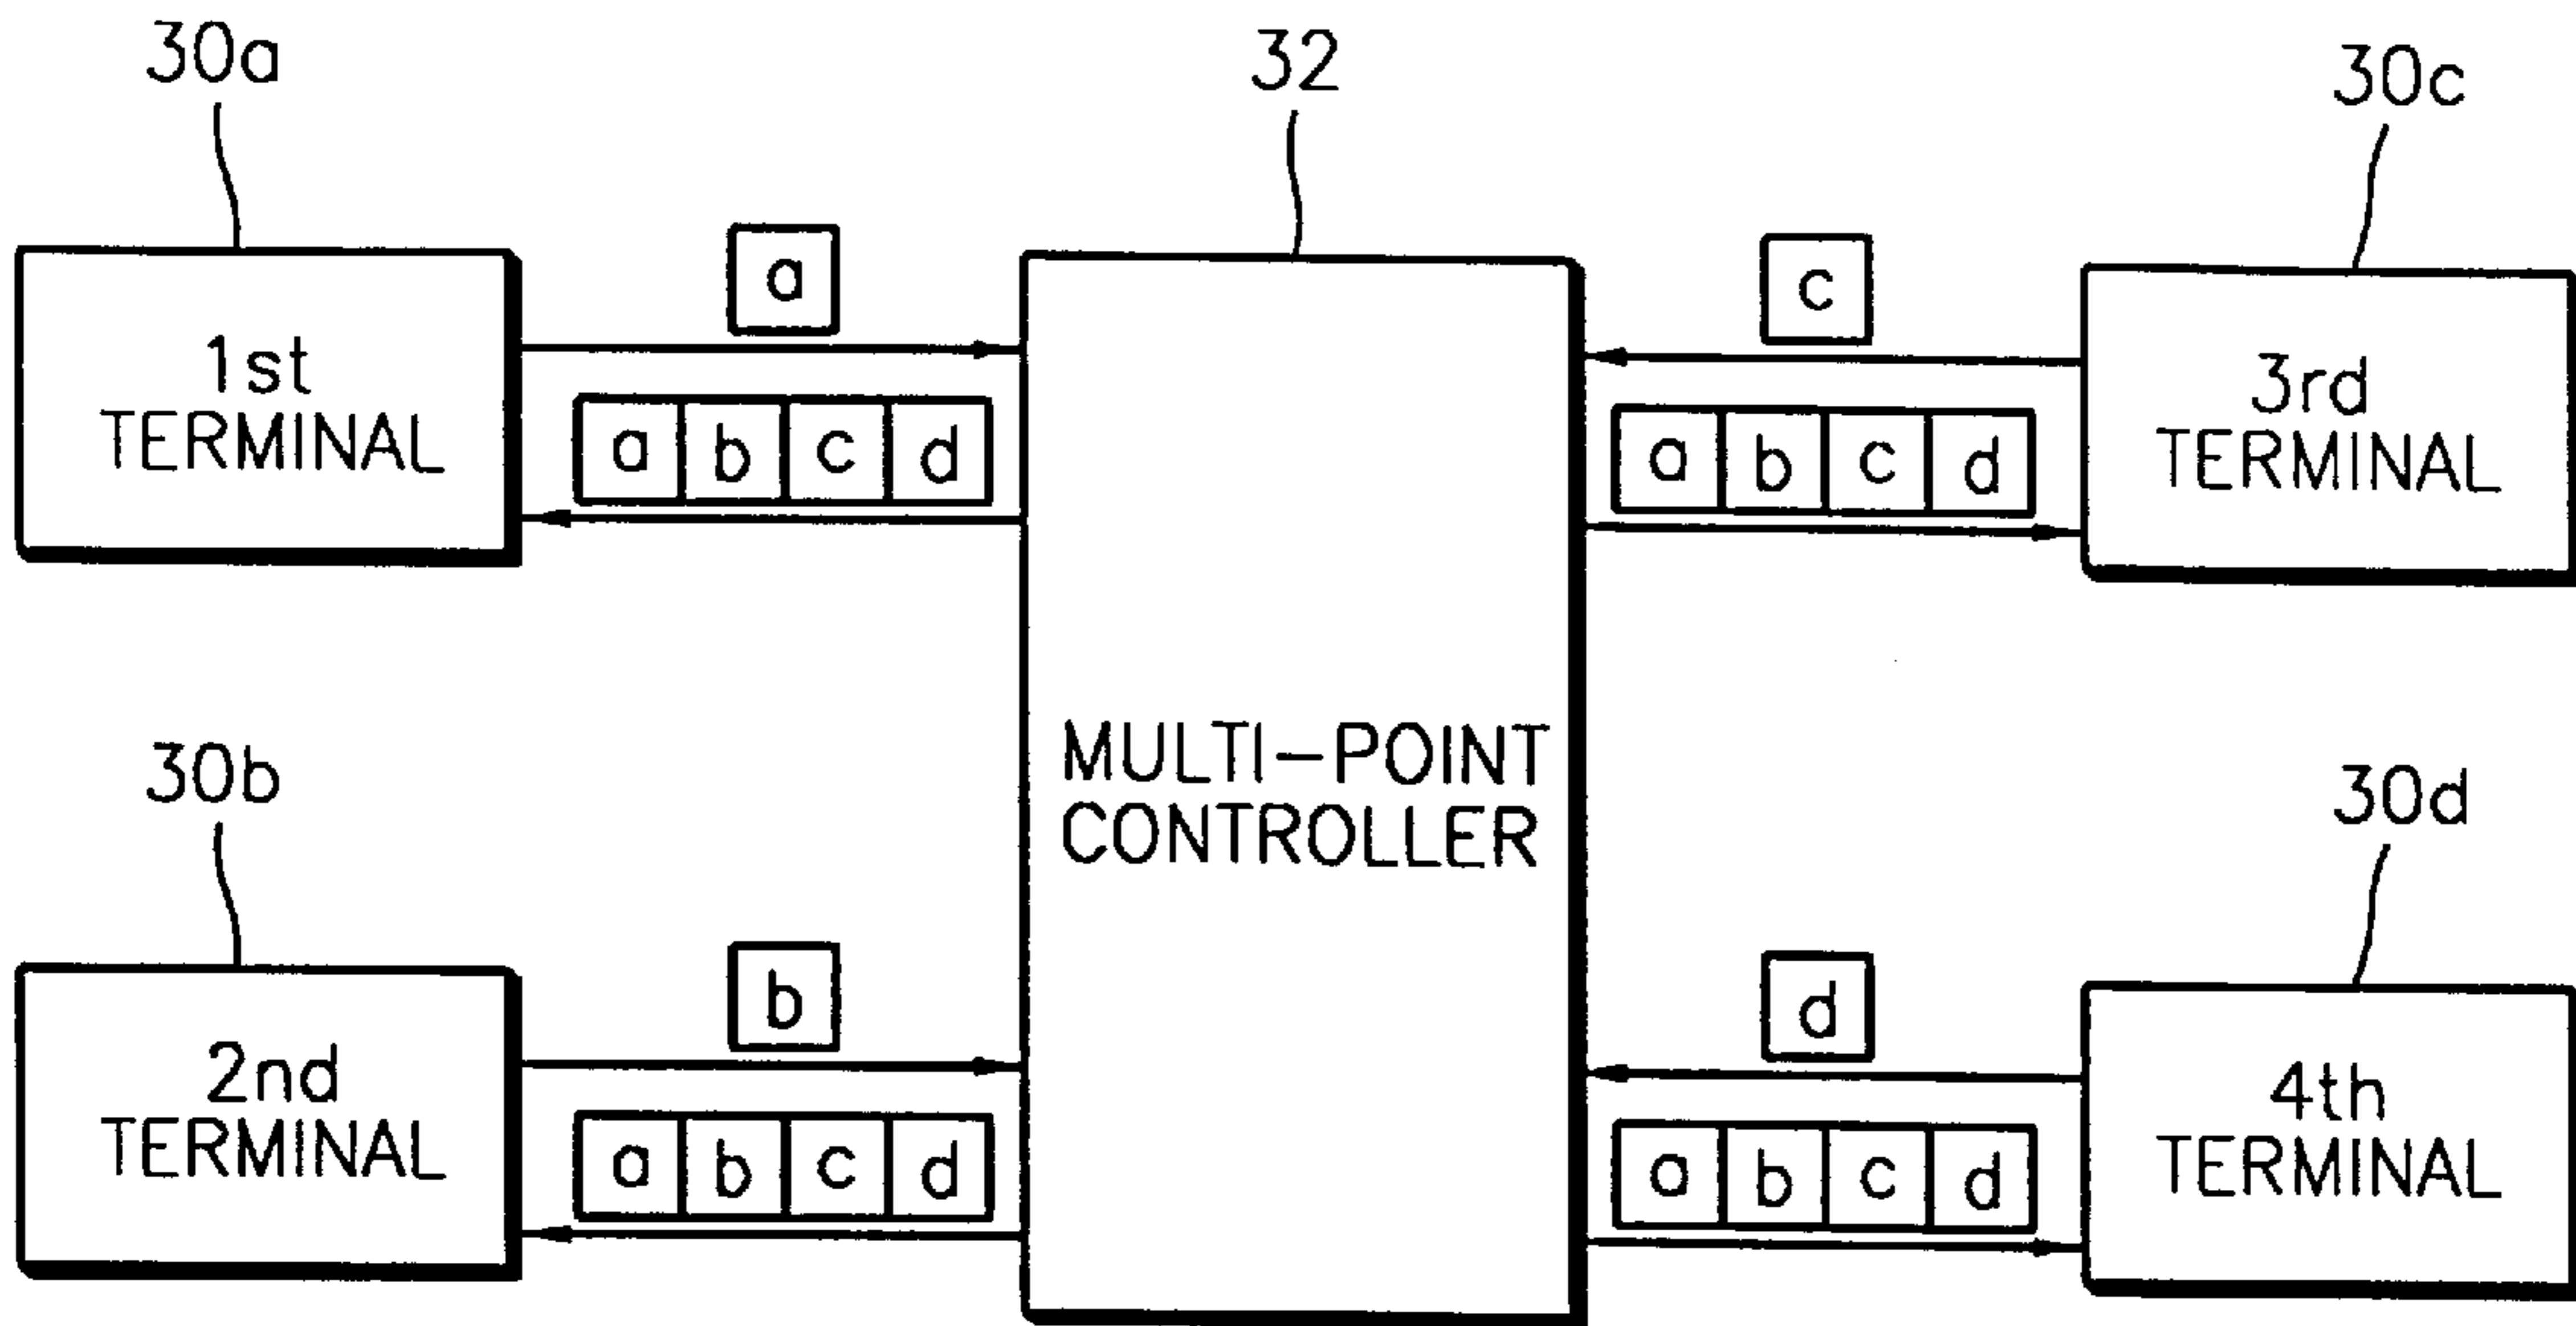 30a
32
30c
a
c
1st
TERMINAL
a b c d
a b c d
3rd
TERMINAL
MULTI-POINT
CONTROLLER
30b
30d
b
d
2nd
TERMINAL
a b c d
a b c d
4th
TERMINAL